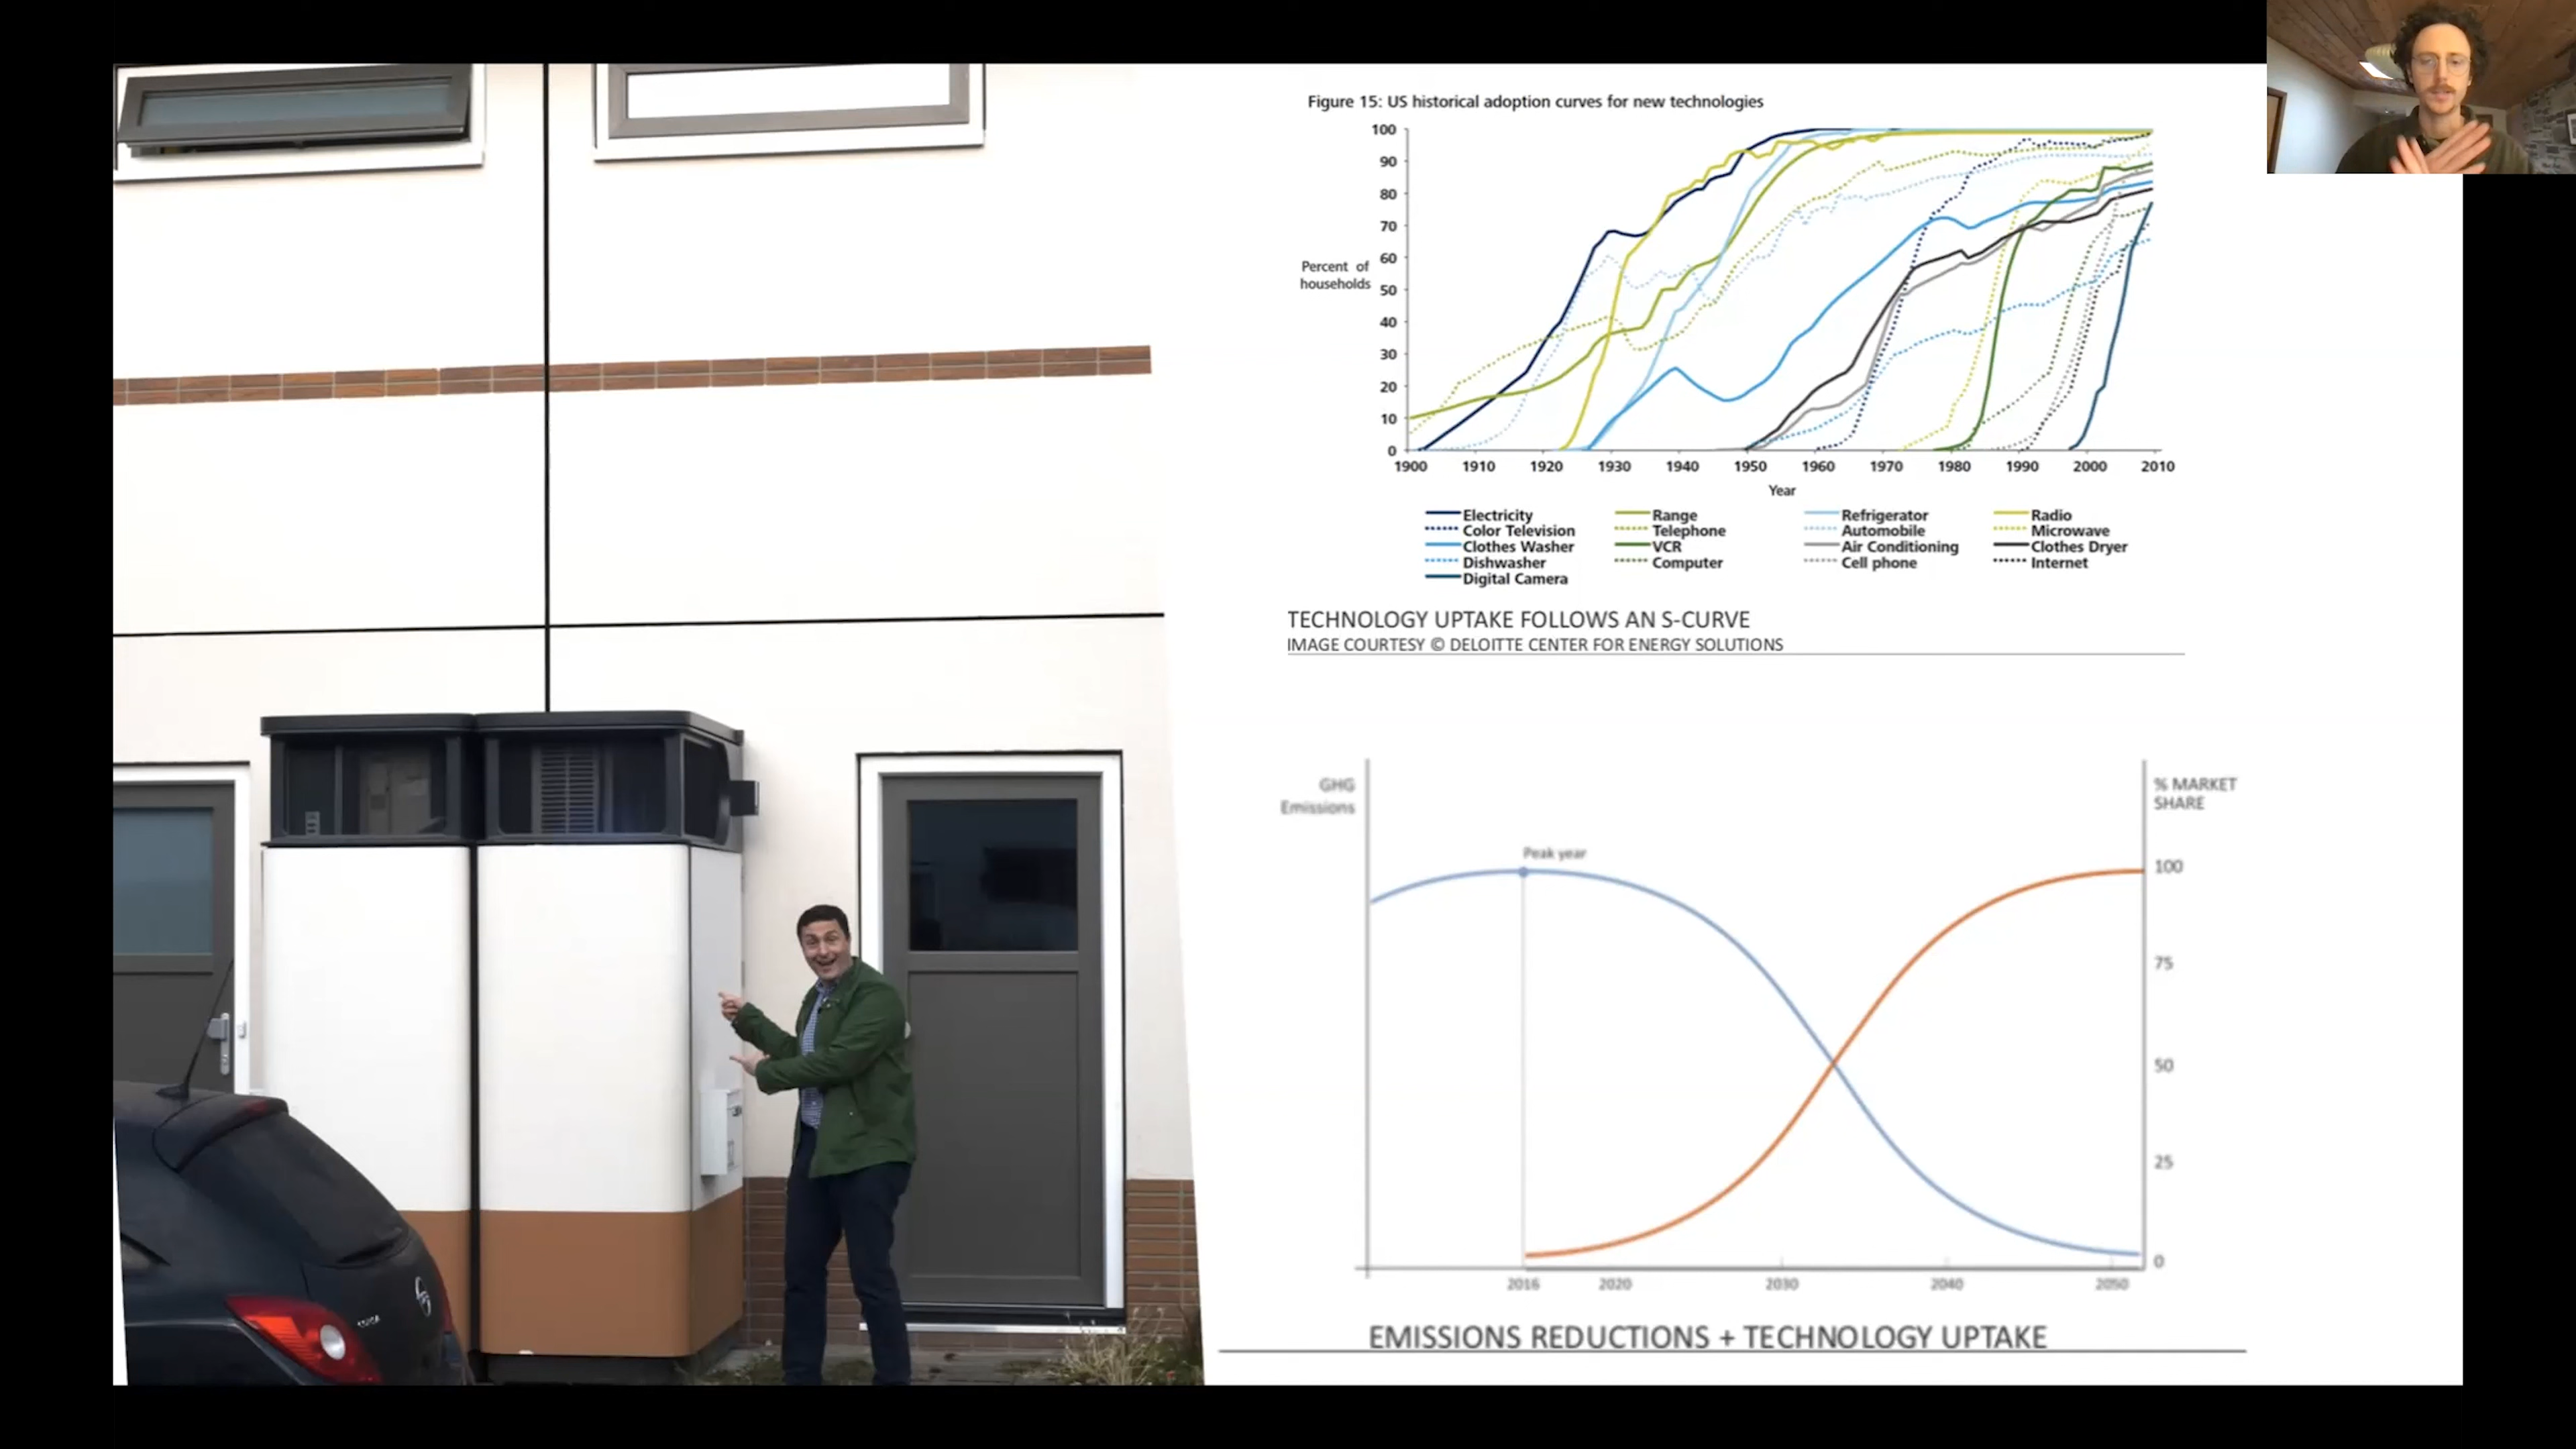 Figure 15: US historical adoption curves for new technologies
100
90
80
70
60
50
40
30
20
10
0
Percent of
households
1900 1910 1920 1930 1940 1950 1960 1970 1980 1990 2000 2010
Year
Electricity Range Refrigerator Radio
Color Television Telephone Automobile Microwave
Clothes Washer VCR Air Conditioning Clothes Dryer
Dishwasher Computer Cell phone Internet
Digital Camera
TECHNOLOGY UPTAKE FOLLOWS AN S-CURVE
IMAGE COURTESY © DELOITTE CENTER FOR ENERGY SOLUTIONS
GHG
Emissions
% MARKET
SHARE
Peak year
100
75
50
25
0
2016 2020 2030 2040 2050
EMISSIONS REDUCTIONS + TECHNOLOGY UPTAKE